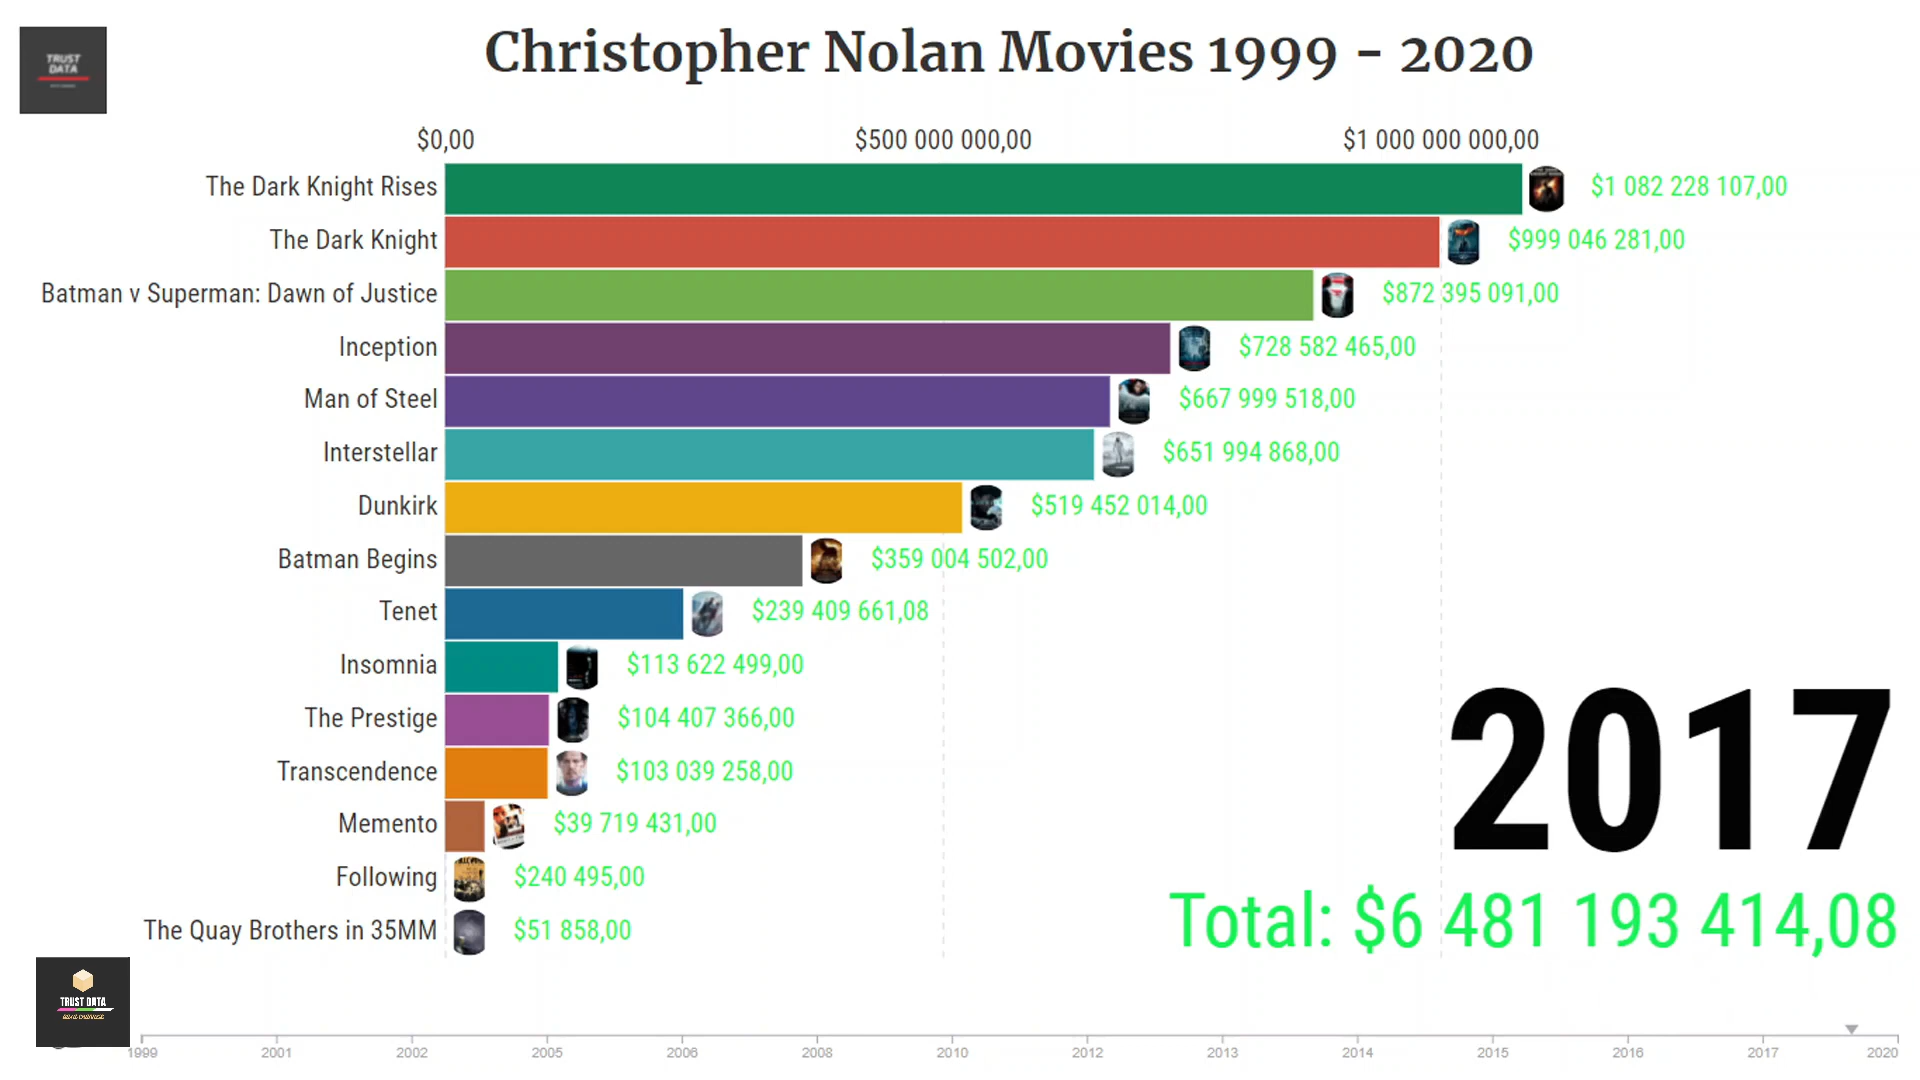 TRUST
DATA
Christopher Nolan Movies 1999 - 2020
$0,00 $500 000 000,00 $1 000 000 000,00
The Dark Knight Rises $1 082 228 107,00
The Dark Knight $999 046 281,00
Batman v Superman: Dawn of Justice $872 395 091,00
Inception $728 582 465,00
Man of Steel $667 999 518,00
Interstellar $651 994 868,00
Dunkirk $519 452 014,00
Batman Begins $359 004 502,00
Tenet $239 409 661,08
Insomnia $113 622 499,00
The Prestige $104 407 366,00
Transcendence $103 039 258,00
Memento $39 719 431,00
Following $240 495,00
The Quay Brothers in 35MM $51 858,00
2017
Total: $6 481 193 414,08
TRUST DATA
1999 2001 2002 2005 2006 2008 2010 2012 2013 2014 2015 2016 2017 2020